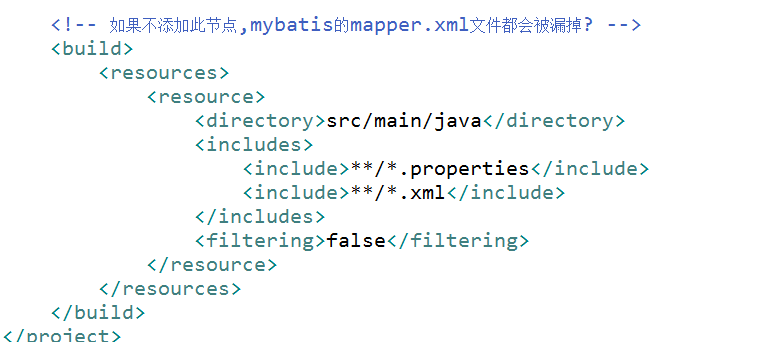 <!-- 如果不添加此节点,mybatis的mapper.xml文件都会被漏掉? -->
<build>
<resources>
<resource>
<directory>src/main/java</directory>
<includes>
<include>**/*.properties</include>
<include>**/*.xml</include>
</includes>
<filtering>false</filtering>
</resource>
</resources>
</build>
</project>